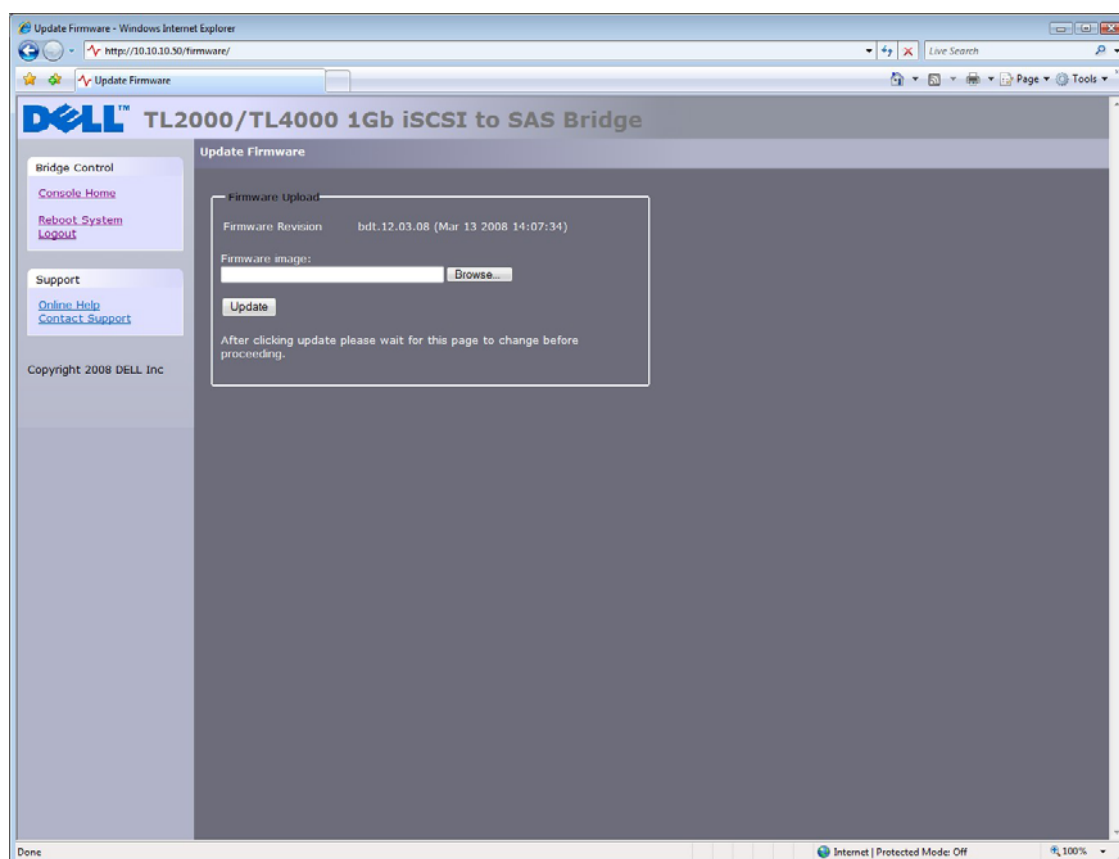 Update Firmware - Windows Internet Explorer
http://10.10.10.50/firmware/
Live Search
Update Firmware
Page
Tools
DELL™ TL2000/TL4000 1Gb iSCSI to SAS Bridge
Update Firmware
Bridge Control
Console Home
Reboot System
Logout
Support
Online Help
Contact Support
Copyright 2008 DELL Inc
Firmware Upload
Firmware Revision bdt.12.03.08 (Mar 13 2008 14:07:34)
Firmware image:
Browse...
Update
After clicking update please wait for this page to change before
proceeding.
Done
Internet | Protected Mode: Off
100%